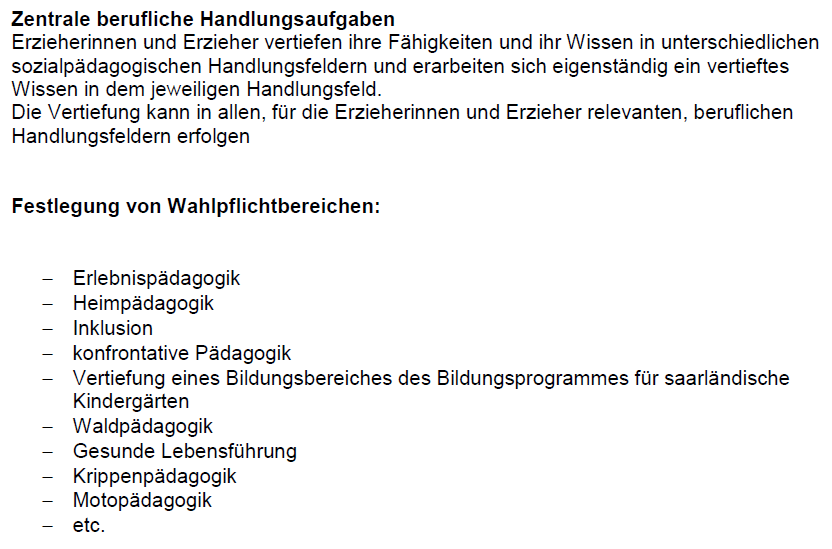 Zentrale berufliche Handlungsaufgaben
Erzieherinnen und Erzieher vertiefen ihre Fähigkeiten und ihr Wissen in unterschiedlichen
sozialpädagogischen Handlungsfeldern und erarbeiten sich eigenständig ein vertieftes
Wissen in dem jeweiligen Handlungsfeld.
Die Vertiefung kann in allen, für die Erzieherinnen und Erzieher relevanten, beruflichen
Handlungsfeldern erfolgen
Festlegung von Wahlpflichtbereichen:
– Erlebnispädagogik
– Heimpädagogik
– Inklusion
– konfrontative Pädagogik
– Vertiefung eines Bildungsbereiches des Bildungsprogrammes für saarländische
Kindergärten
– Waldpädagogik
– Gesunde Lebensführung
– Krippenpädagogik
– Motopädagogik
– etc.